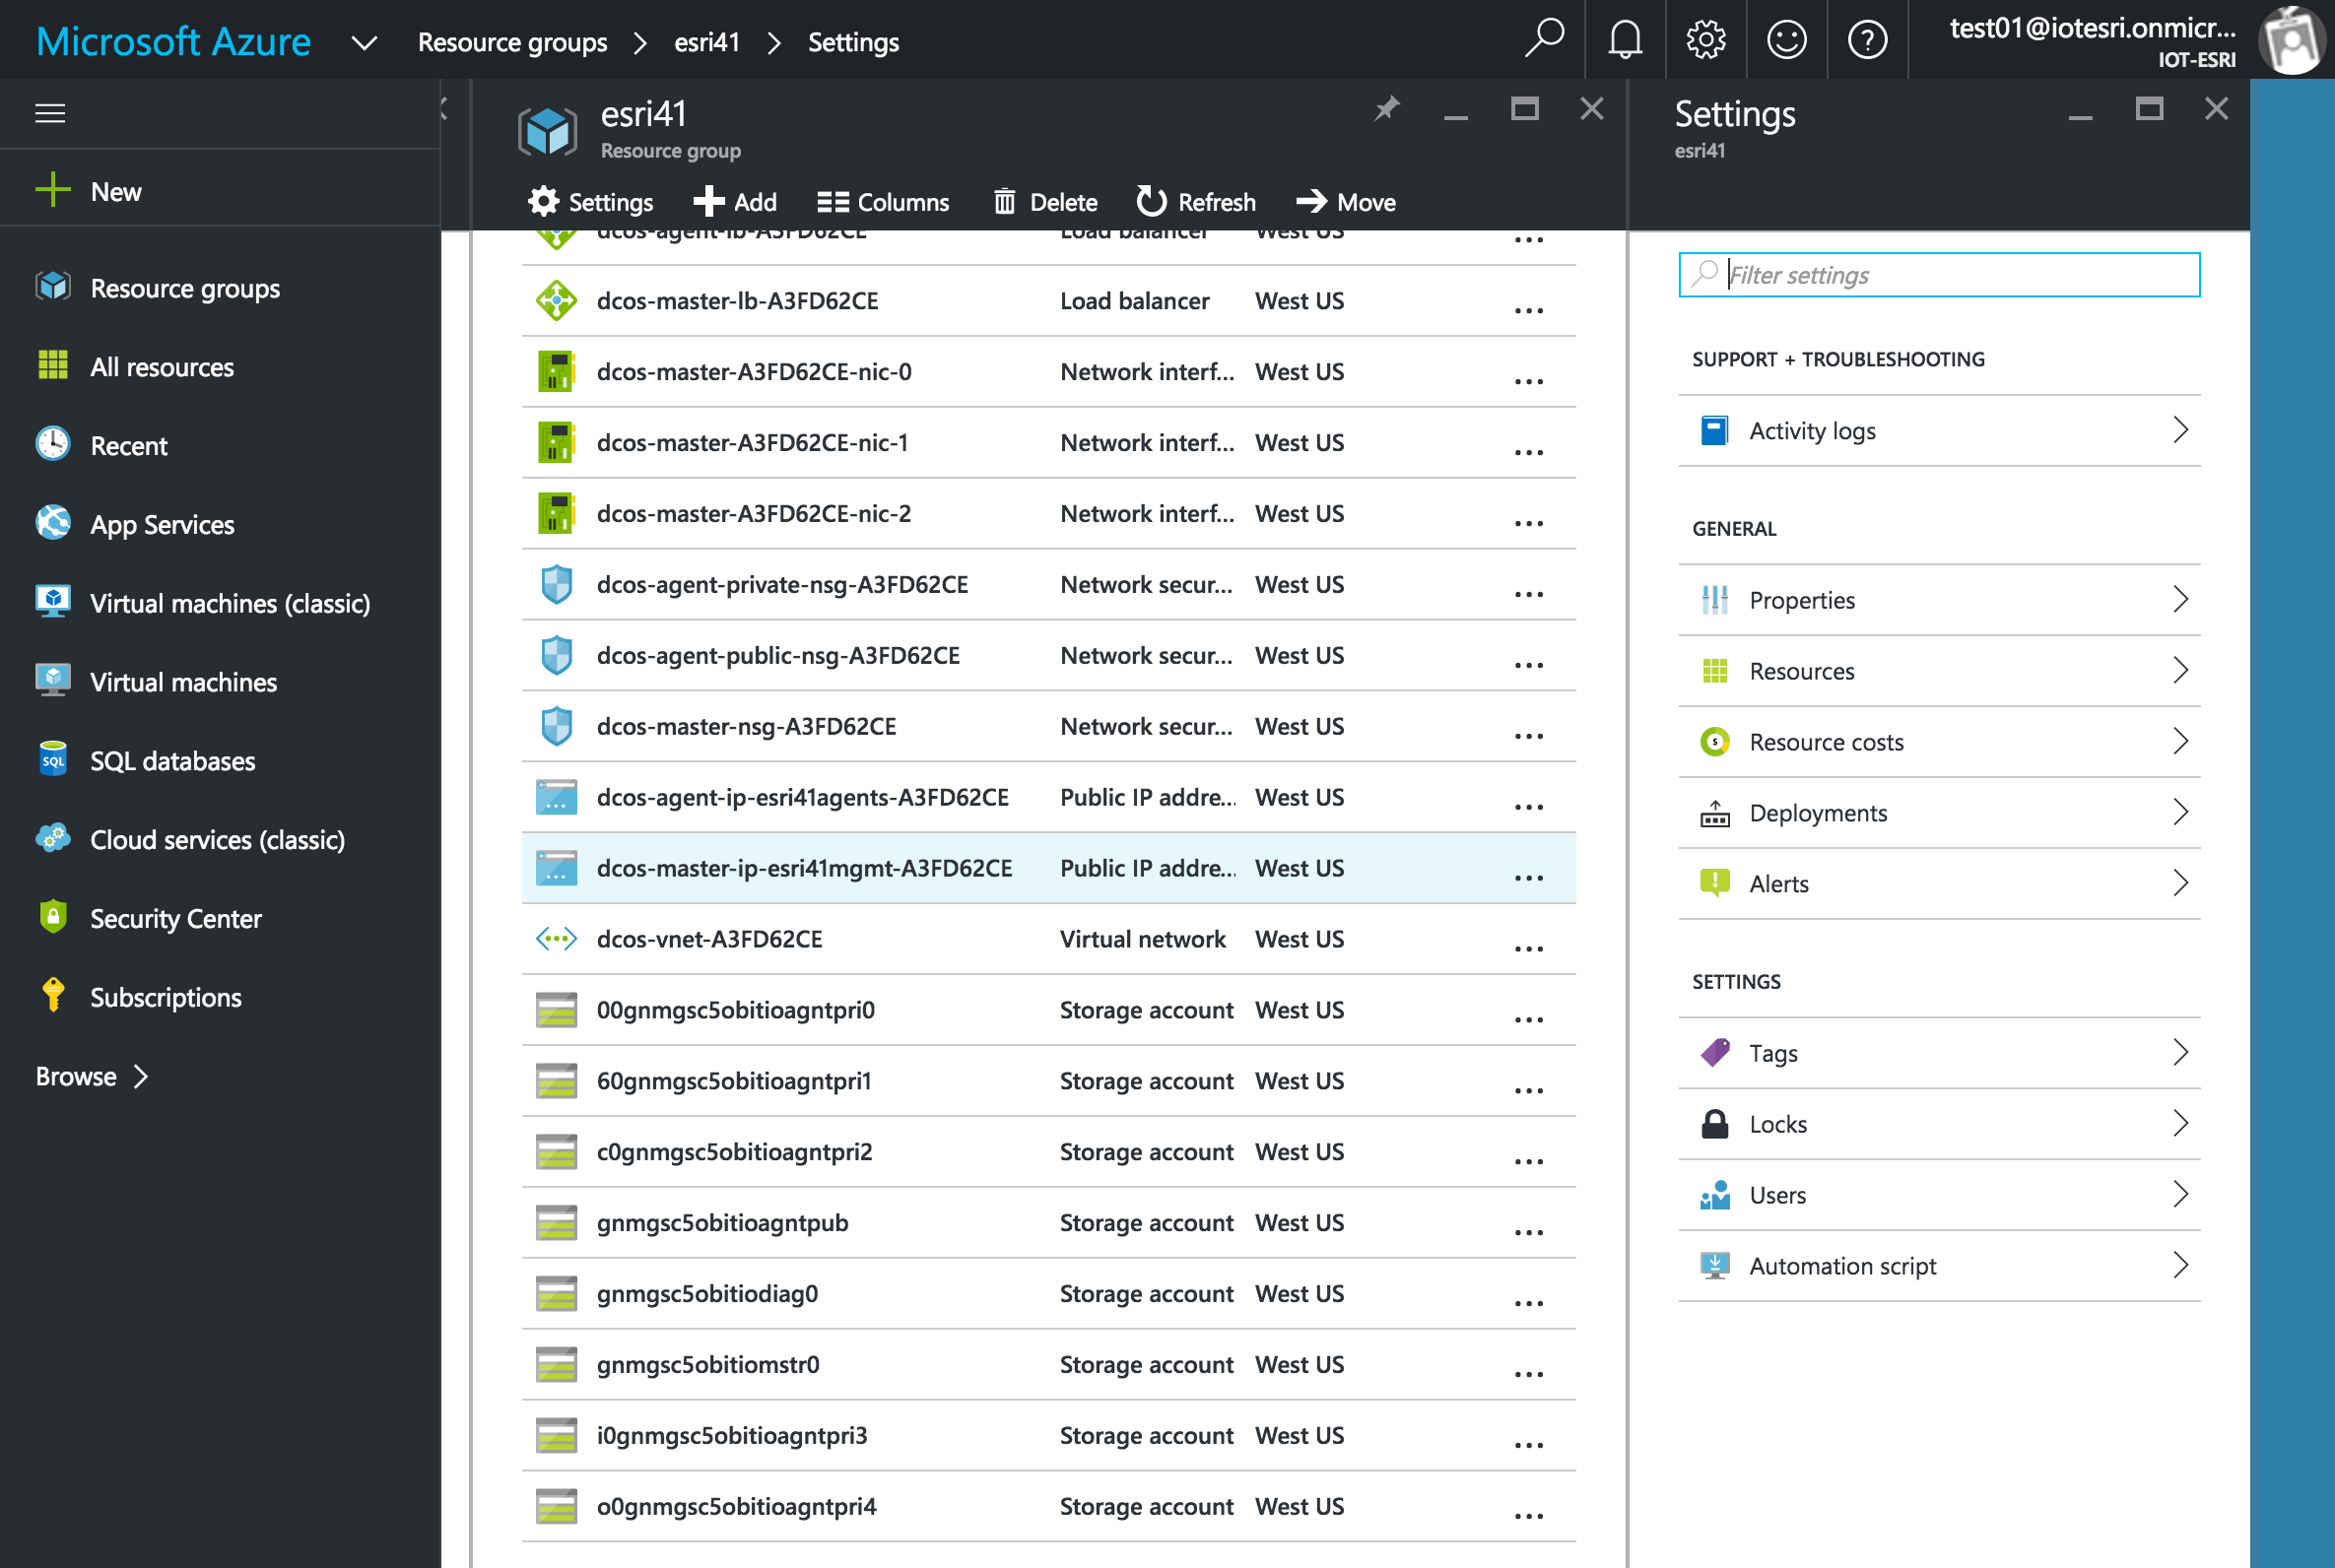 Microsoft Azure
Resource groups > esri41 > Settings
test01@iotesri.onmicr...
IOT-ESRI
New
Resource groups
All resources
Recent
App Services
Virtual machines (classic)
Virtual machines
SQL databases
Cloud services (classic)
Security Center
Subscriptions
Browse >
esri41
Resource group
Settings Add Columns Delete Refresh Move
dcos-agent-lb-A3FD62CE Load balancer West US ...
dcos-master-lb-A3FD62CE Load balancer West US ...
dcos-master-A3FD62CE-nic-0 Network interf... West US ...
dcos-master-A3FD62CE-nic-1 Network interf... West US ...
dcos-master-A3FD62CE-nic-2 Network interf... West US ...
dcos-agent-private-nsg-A3FD62CE Network secur... West US ...
dcos-agent-public-nsg-A3FD62CE Network secur... West US ...
dcos-master-nsg-A3FD62CE Network secur... West US ...
dcos-agent-ip-esri41agents-A3FD62CE Public IP addre... West US ...
dcos-master-ip-esri41mgmt-A3FD62CE Public IP addre... West US ...
dcos-vnet-A3FD62CE Virtual network West US ...
00gnmgsc5obitioagntpri0 Storage account West US ...
60gnmgsc5obitioagntpri1 Storage account West US ...
c0gnmgsc5obitioagntpri2 Storage account West US ...
gnmgsc5obitioagntpub Storage account West US ...
gnmgsc5obitiodiag0 Storage account West US ...
gnmgsc5obitiomstr0 Storage account West US ...
i0gnmgsc5obitioagntpri3 Storage account West US ...
o0gnmgsc5obitioagntpri4 Storage account West US ...
Settings
esri41
Filter settings
SUPPORT + TROUBLESHOOTING
Activity logs
GENERAL
Properties
Resources
Resource costs
Deployments
Alerts
SETTINGS
Tags
Locks
Users
Automation script